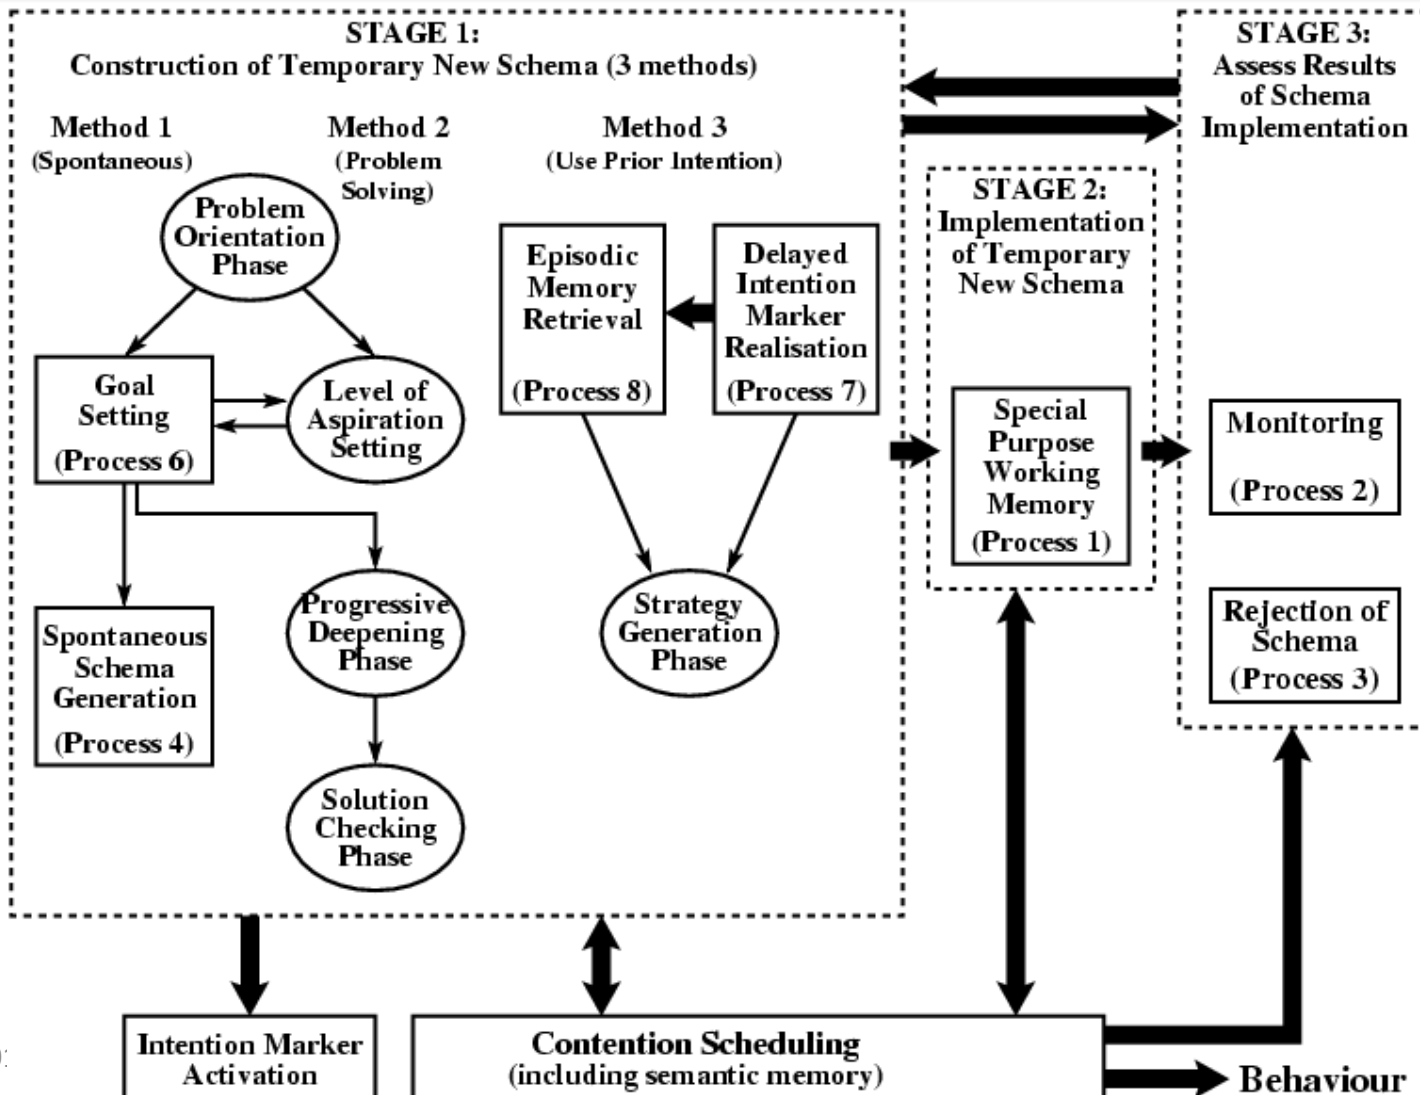 STAGE 1:
Construction of Temporary New Schema (3 methods)
Method 1
(Spontaneous)
Method 2
(Problem
Solving)
Method 3
(Use Prior Intention)
Problem
Orientation
Phase
Goal
Setting
(Process 6)
Level of
Aspiration
Setting
Spontaneous
Schema
Generation
(Process 4)
Progressive
Deepening
Phase
Solution
Checking
Phase
Episodic
Memory
Retrieval
(Process 8)
Delayed
Intention
Marker
Realisation
(Process 7)
Strategy
Generation
Phase
STAGE 2:
Implementation
of Temporary
New Schema
Special
Purpose
Working
Memory
(Process 1)
STAGE 3:
Assess Results
of Schema
Implementation
Monitoring
(Process 2)
Rejection of
Schema
(Process 3)
Intention Marker
Activation
Contention Scheduling
(including semantic memory)
Behaviour